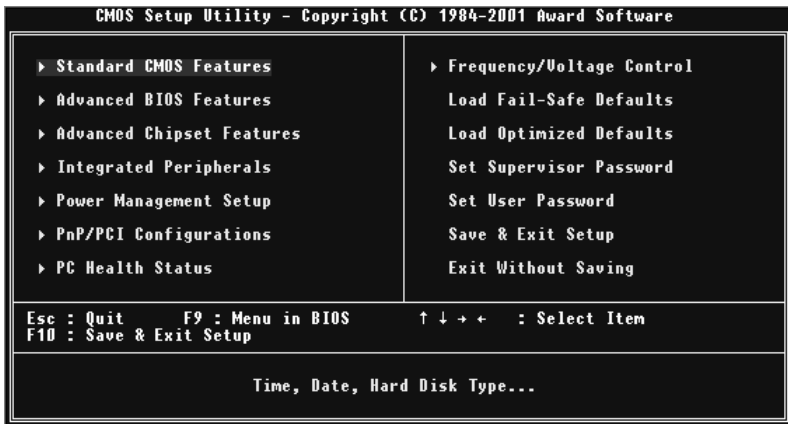 CMOS Setup Utility - Copyright (C) 1984-2001 Award Software
▸ Standard CMOS Features
▸ Advanced BIOS Features
▸ Advanced Chipset Features
▸ Integrated Peripherals
▸ Power Management Setup
▸ PnP/PCI Configurations
▸ PC Health Status
▸ Frequency/Voltage Control
Load Fail-Safe Defaults
Load Optimized Defaults
Set Supervisor Password
Set User Password
Save & Exit Setup
Exit Without Saving
Esc : Quit F9 : Menu in BIOS ↑ ↓ → ← : Select Item
F10 : Save & Exit Setup
Time, Date, Hard Disk Type...